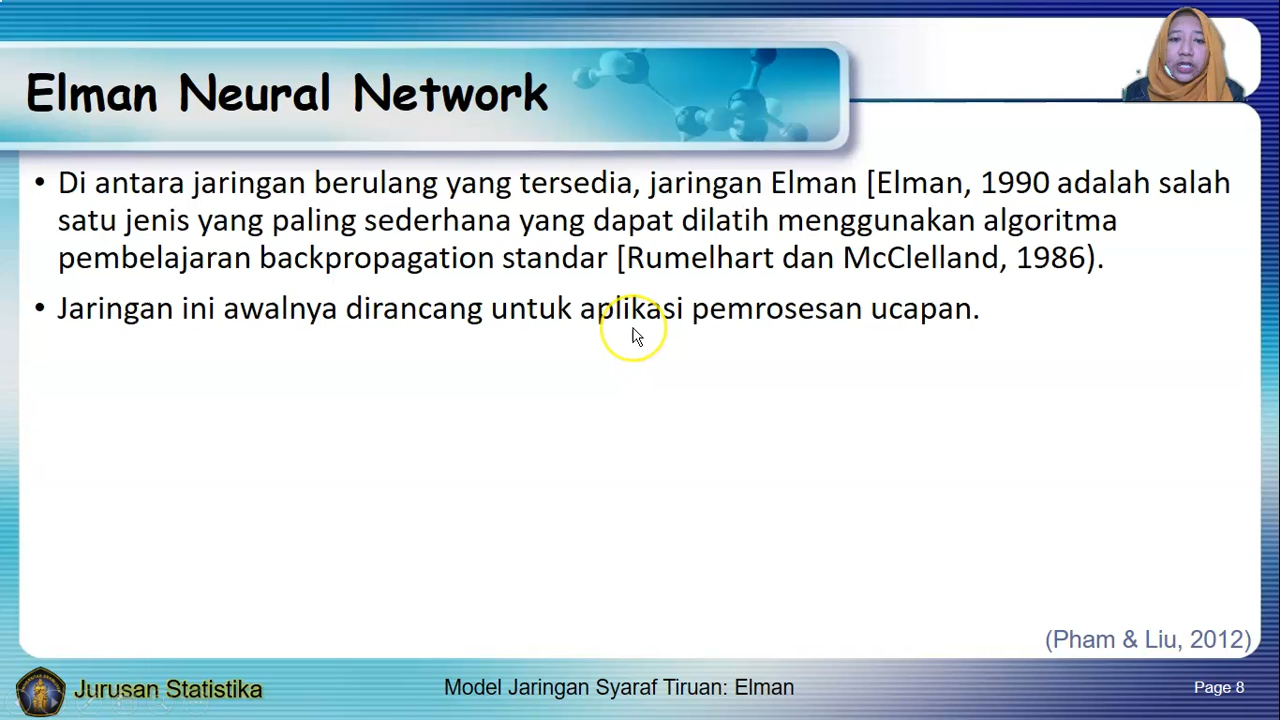 Elman Neural Network
• Di antara jaringan berulang yang tersedia, jaringan Elman [Elman, 1990 adalah salah
satu jenis yang paling sederhana yang dapat dilatih menggunakan algoritma
pembelajaran backpropagation standar [Rumelhart dan McClelland, 1986).
• Jaringan ini awalnya dirancang untuk aplikasi pemrosesan ucapan.
(Pham & Liu, 2012)
Jurusan Statistika
Model Jaringan Syaraf Tiruan: Elman
Page 8